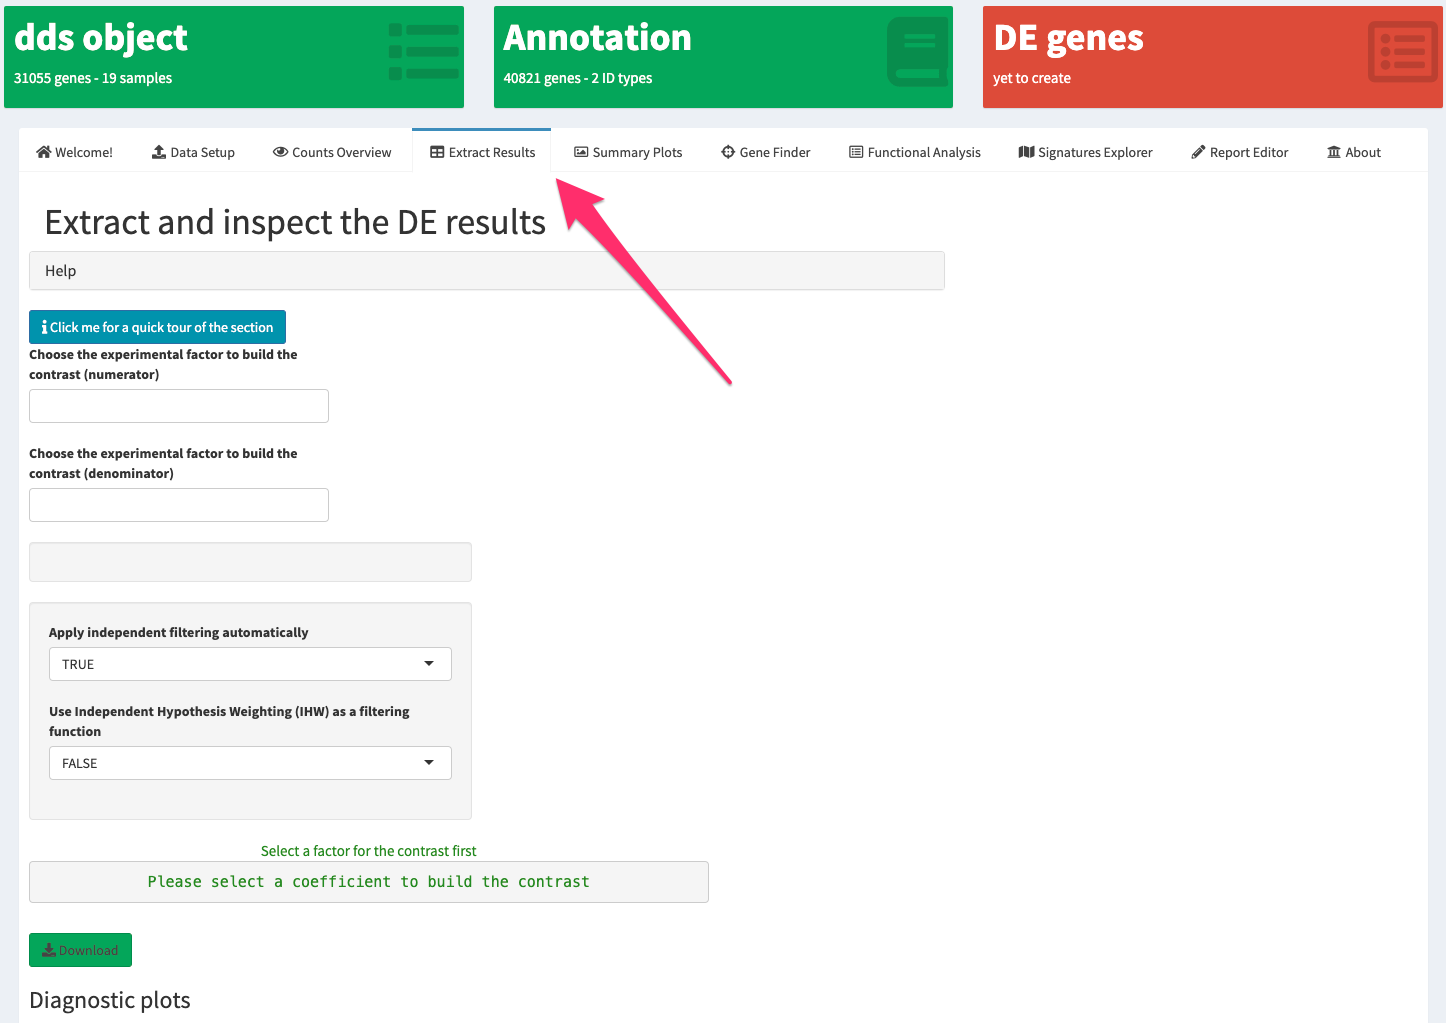 dds object
31055 genes - 19 samples
Annotation
40821 genes - 2 ID types
DE genes
yet to create
Welcome!
Data Setup
Counts Overview
Extract Results
Summary Plots
Gene Finder
Functional Analysis
Signatures Explorer
Report Editor
About
Extract and inspect the DE results
Help
Click me for a quick tour of the section
Choose the experimental factor to build the
contrast (numerator)
Choose the experimental factor to build the
contrast (denominator)
Apply independent filtering automatically
TRUE
Use Independent Hypothesis Weighting (IHW) as a filtering
function
FALSE
Select a factor for the contrast first
Please select a coefficient to build the contrast
Download
Diagnostic plots